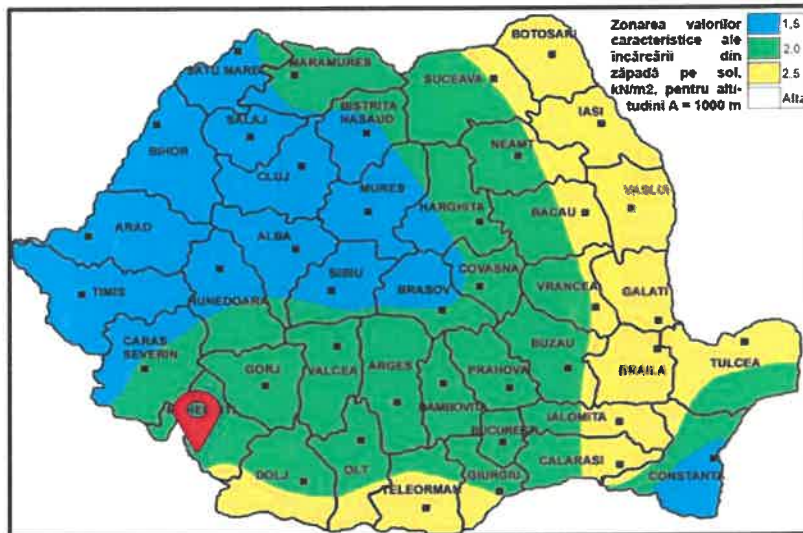 Zonarea valorilor
caracteristice ale
încărcării din
zăpadă pe sol,
kN/m2, pentru alti-
tudini A = 1000 m
1,5
2.0
2.5
BOTOSANI
SATU MARE
MARAMURES
SUCEAVA
BISTRITA
NASAUD
IASI
SALAJ
BIHOR
NEAMT
CLUJ
MURES
VASLUI
HARGHITA
BACAU
ARAD
ALBA
TIMIS
HUNEDOARA
SIBIU
BRASOV
COVASNA
VRANCEA
GALATI
CARAS
SEVERIN
GORJ
VALCEA
ARGES
PRAHOVA
BUZAU
BRAILA
TULCEA
DAMBOVITA
IALOMITA
BUCURESTI
DOLJ
OLT
TELEORMAN
GIURGIU
CALARASI
CONSTANTA